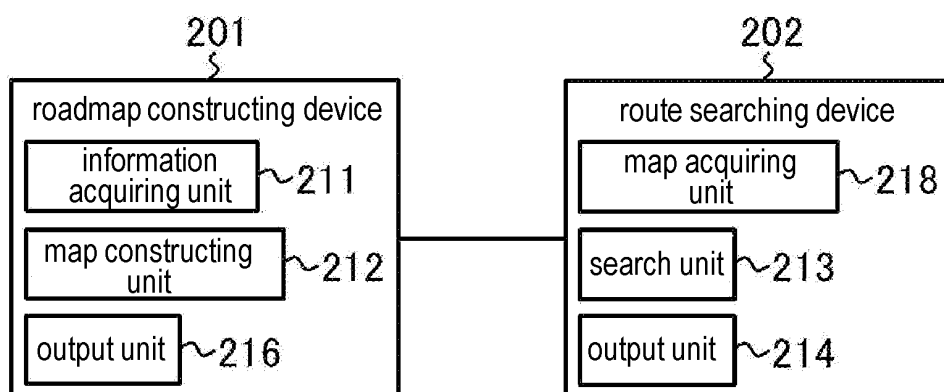 201
roadmap constructing device
information
acquiring unit
211
map constructing
unit
212
output unit
216
202
route searching device
map acquiring
unit
218
search unit
213
output unit
214